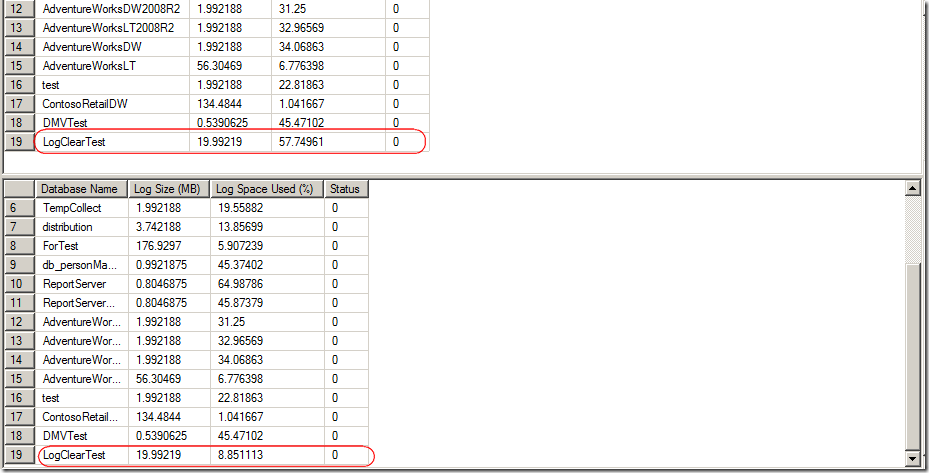 12 AdventureWorksDW2008R2 1.992188 31.25 0
13 AdventureWorksLT2008R2 1.992188 32.96569 0
14 AdventureWorksDW 1.992188 34.06863 0
15 AdventureWorksLT 56.30469 6.776398 0
16 test 1.992188 22.81863 0
17 ContosoRetailDW 134.4844 1.041667 0
18 DMVTest 0.5390625 45.47102 0
19 LogClearTest 19.99219 57.74961 0
Database Name Log Size (MB) Log Space Used (%) Status
6 TempCollect 1.992188 19.55882 0
7 distribution 3.742188 13.85699 0
8 ForTest 176.9297 5.907239 0
9 db_personMa... 0.9921875 45.37402 0
10 ReportServer 0.8046875 64.98786 0
11 ReportServer... 0.8046875 45.87379 0
12 AdventureWor... 1.992188 31.25 0
13 AdventureWor... 1.992188 32.96569 0
14 AdventureWor... 1.992188 34.06863 0
15 AdventureWor... 56.30469 6.776398 0
16 test 1.992188 22.81863 0
17 ContosoRetail... 134.4844 1.041667 0
18 DMVTest 0.5390625 45.47102 0
19 LogClearTest 19.99219 8.851113 0